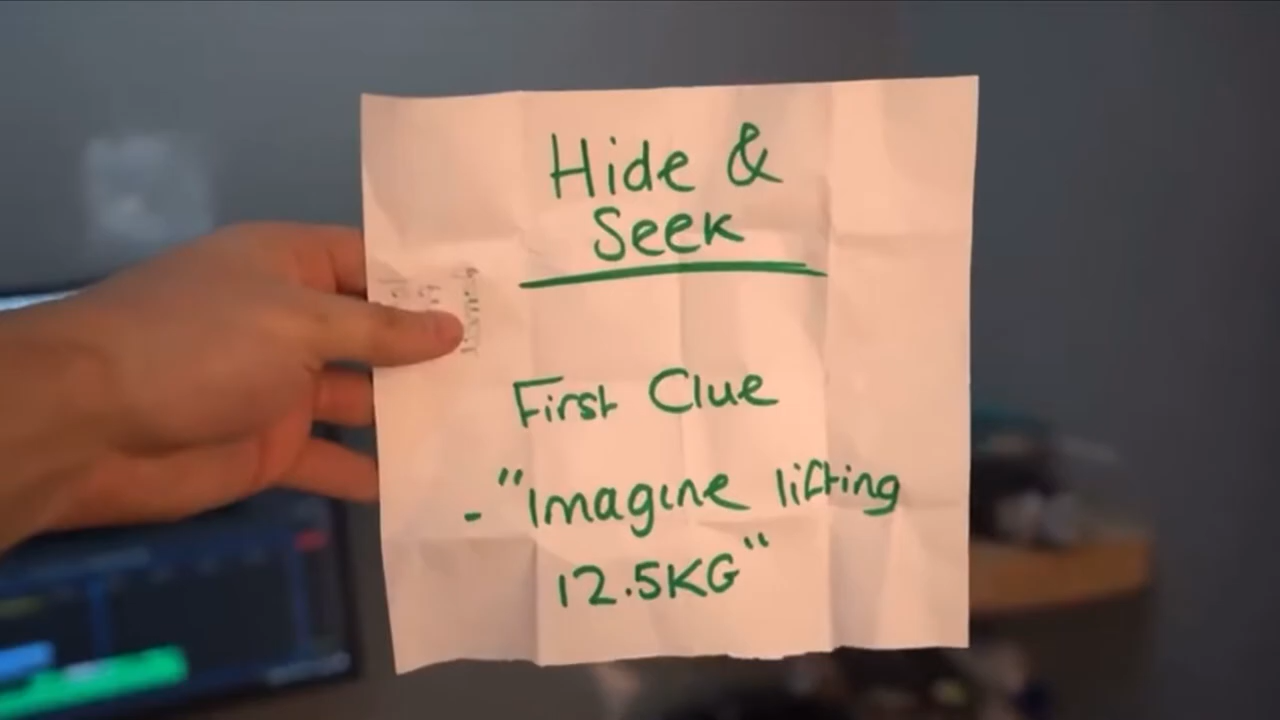 Hide &
Seek
First Clue
- "Imagine lifting
12.5KG"